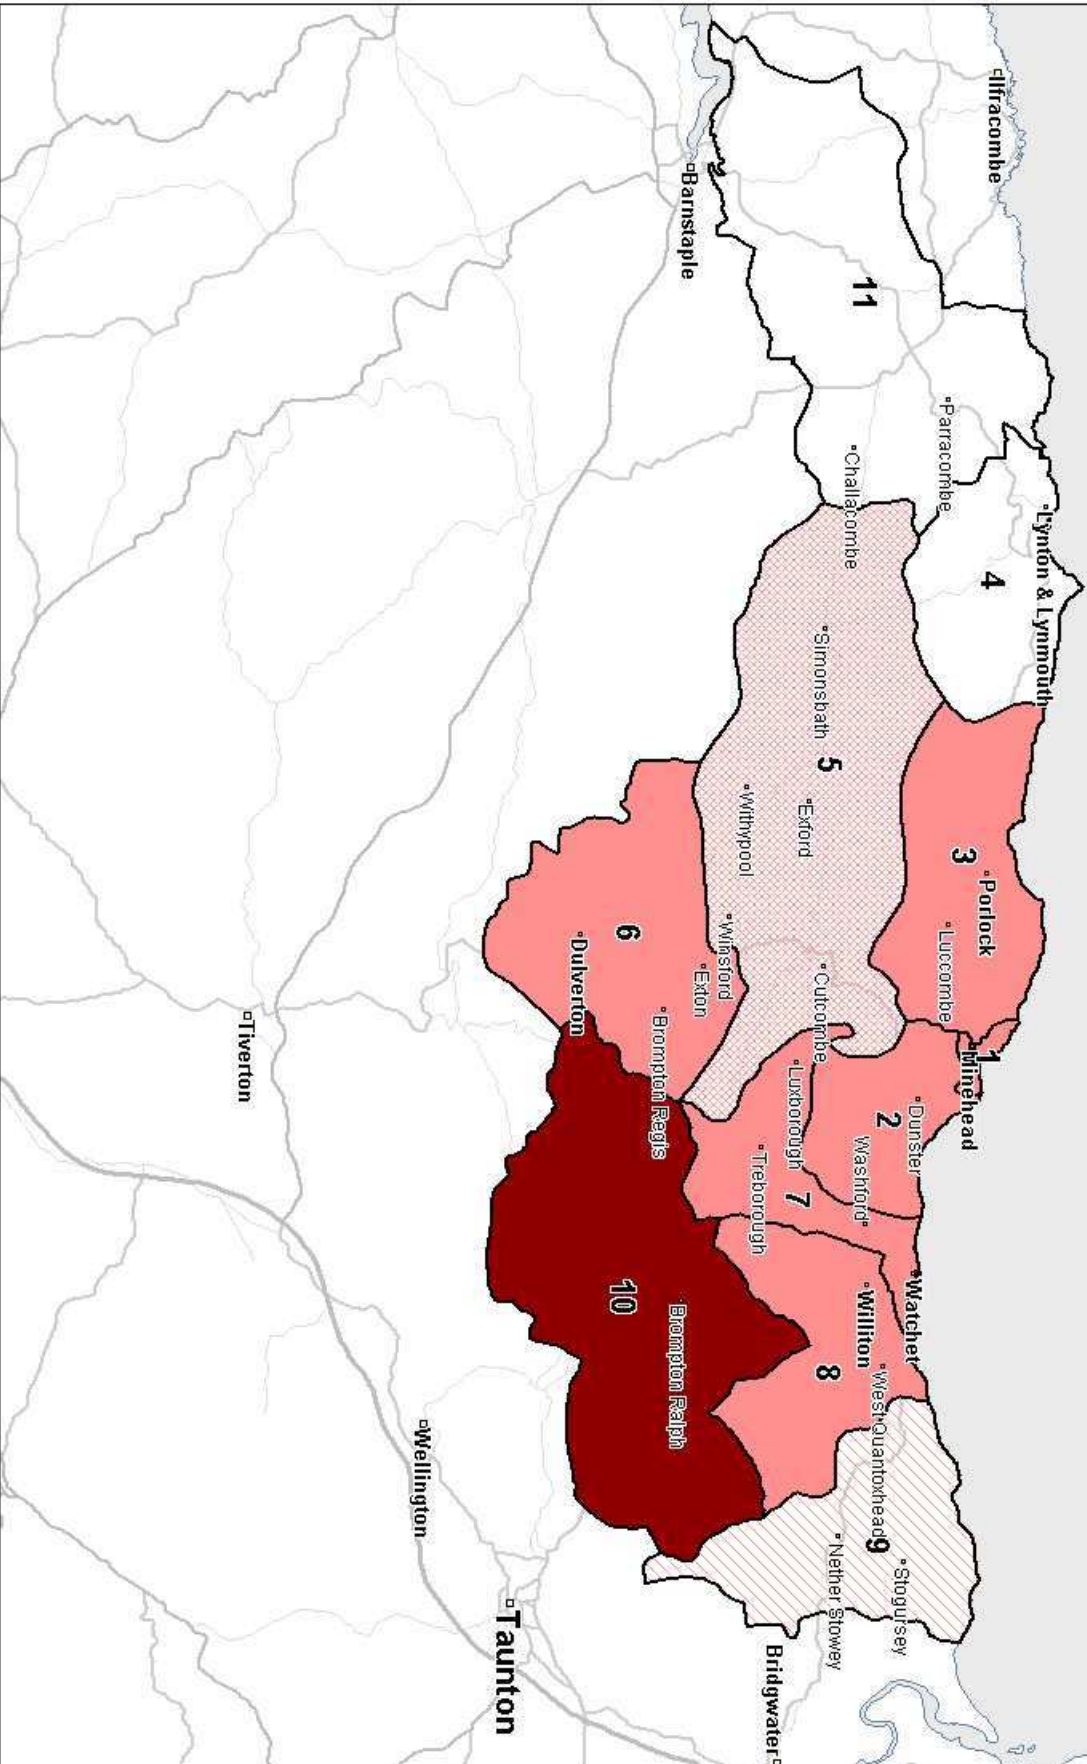 Ilfracombe
Barnstaple
11
Parracombe
Challacombe
Lynton & Lynmouth
4
Simonsbath
5
Exford
Withypool
3
Porlock
Luccombe
Winsford
Exton
6
Dulverton
Cutcombe
Brompton Regis
1
Minehead
Dunster
2
Washford
Luxborough
7
Treborough
Tiverton
Watchet
Williton
8
10
Brompton Ralph
West Quantoxhead
9
Stogursey
Nether Stowey
Wellington
Taunton
Bridgwater